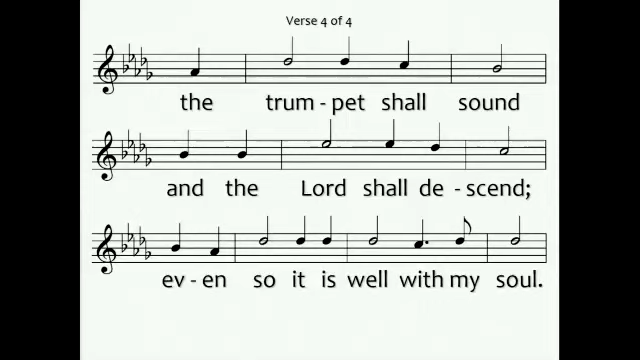 Verse 4 of 4
the trum - pet shall sound
and the Lord shall de - scend;
ev - en so it is well with my soul.